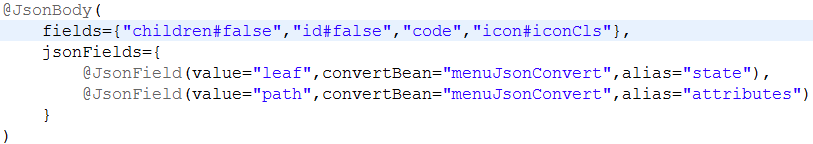 @JsonBody(
fields={"children#false","id#false","code","icon#iconCls"},
jsonFields={
@JsonField(value="leaf",convertBean="menuJsonConvert",alias="state"),
@JsonField(value="path",convertBean="menuJsonConvert",alias="attributes")
}
)